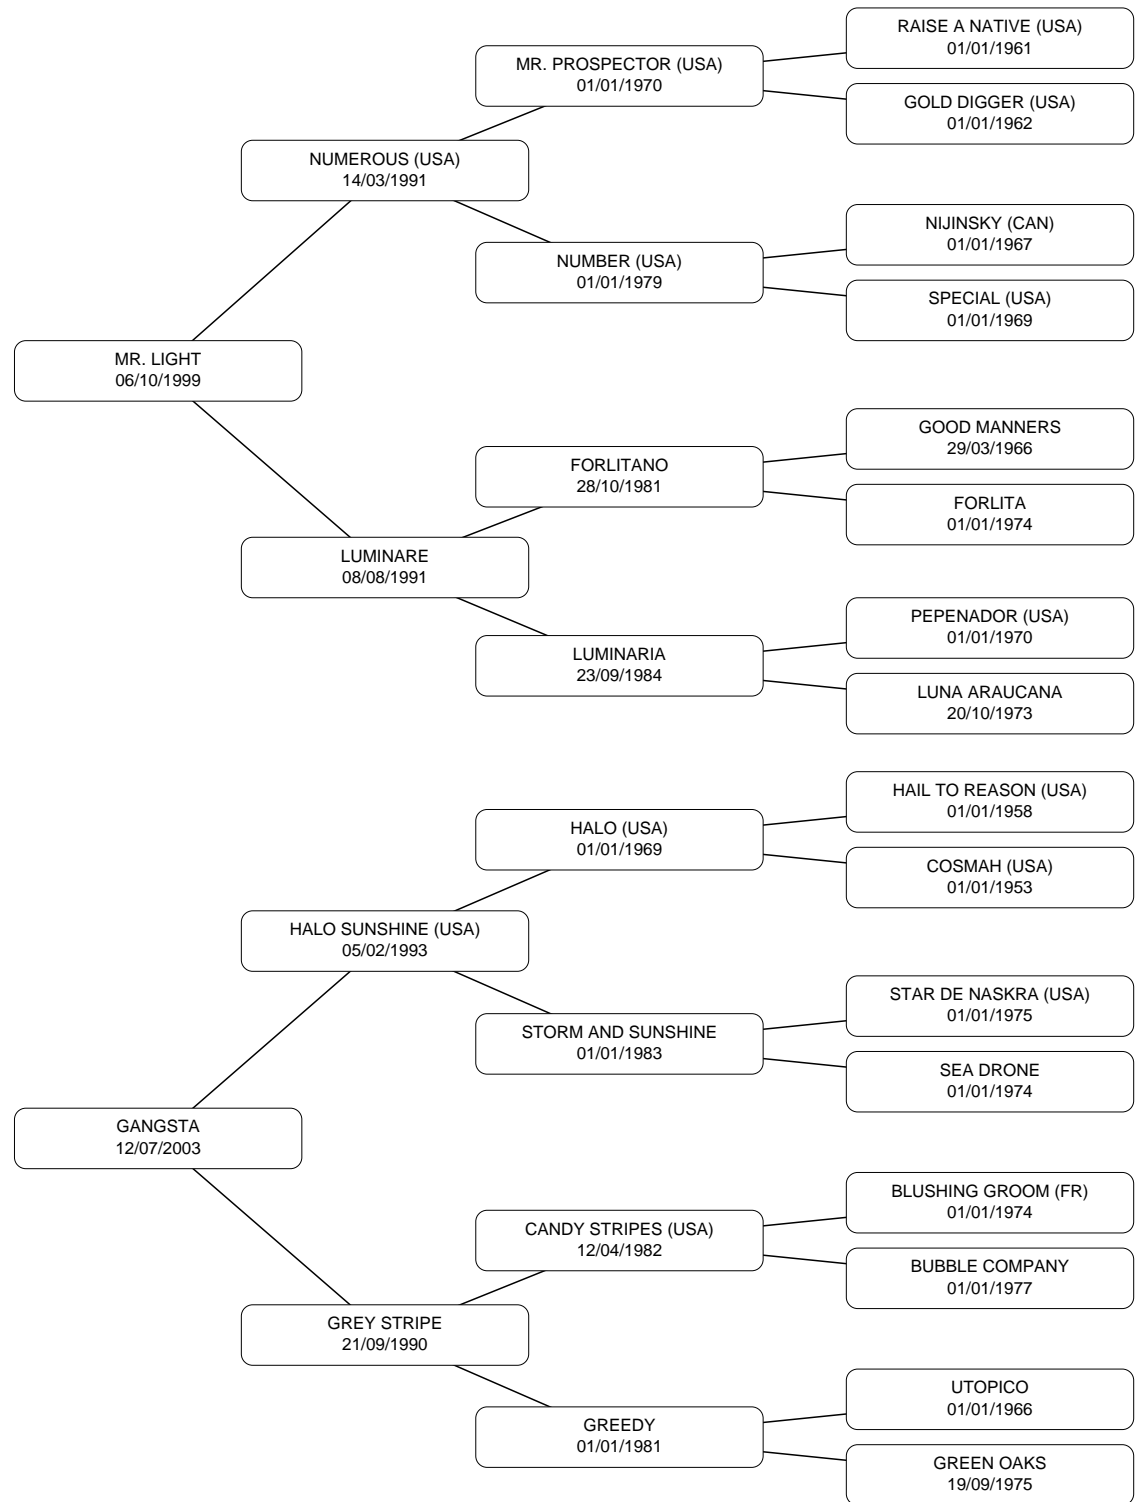 RAISE A NATIVE (USA)
01/01/1961
MR. PROSPECTOR (USA)
01/01/1970
GOLD DIGGER (USA)
01/01/1962
NUMEROUS (USA)
14/03/1991
NIJINSKY (CAN)
01/01/1967
NUMBER (USA)
01/01/1979
SPECIAL (USA)
01/01/1969
MR. LIGHT
06/10/1999
GOOD MANNERS
29/03/1966
FORLITANO
28/10/1981
FORLITA
01/01/1974
LUMINARE
08/08/1991
PEPENADOR (USA)
01/01/1970
LUMINARIA
23/09/1984
LUNA ARAUCANA
20/10/1973
HAIL TO REASON (USA)
01/01/1958
HALO (USA)
01/01/1969
COSMAH (USA)
01/01/1953
HALO SUNSHINE (USA)
05/02/1993
STAR DE NASKRA (USA)
01/01/1975
STORM AND SUNSHINE
01/01/1983
SEA DRONE
01/01/1974
GANGSTA
12/07/2003
BLUSHING GROOM (FR)
01/01/1974
CANDY STRIPES (USA)
12/04/1982
BUBBLE COMPANY
01/01/1977
GREY STRIPE
21/09/1990
UTOPICO
01/01/1966
GREEDY
01/01/1981
GREEN OAKS
19/09/1975